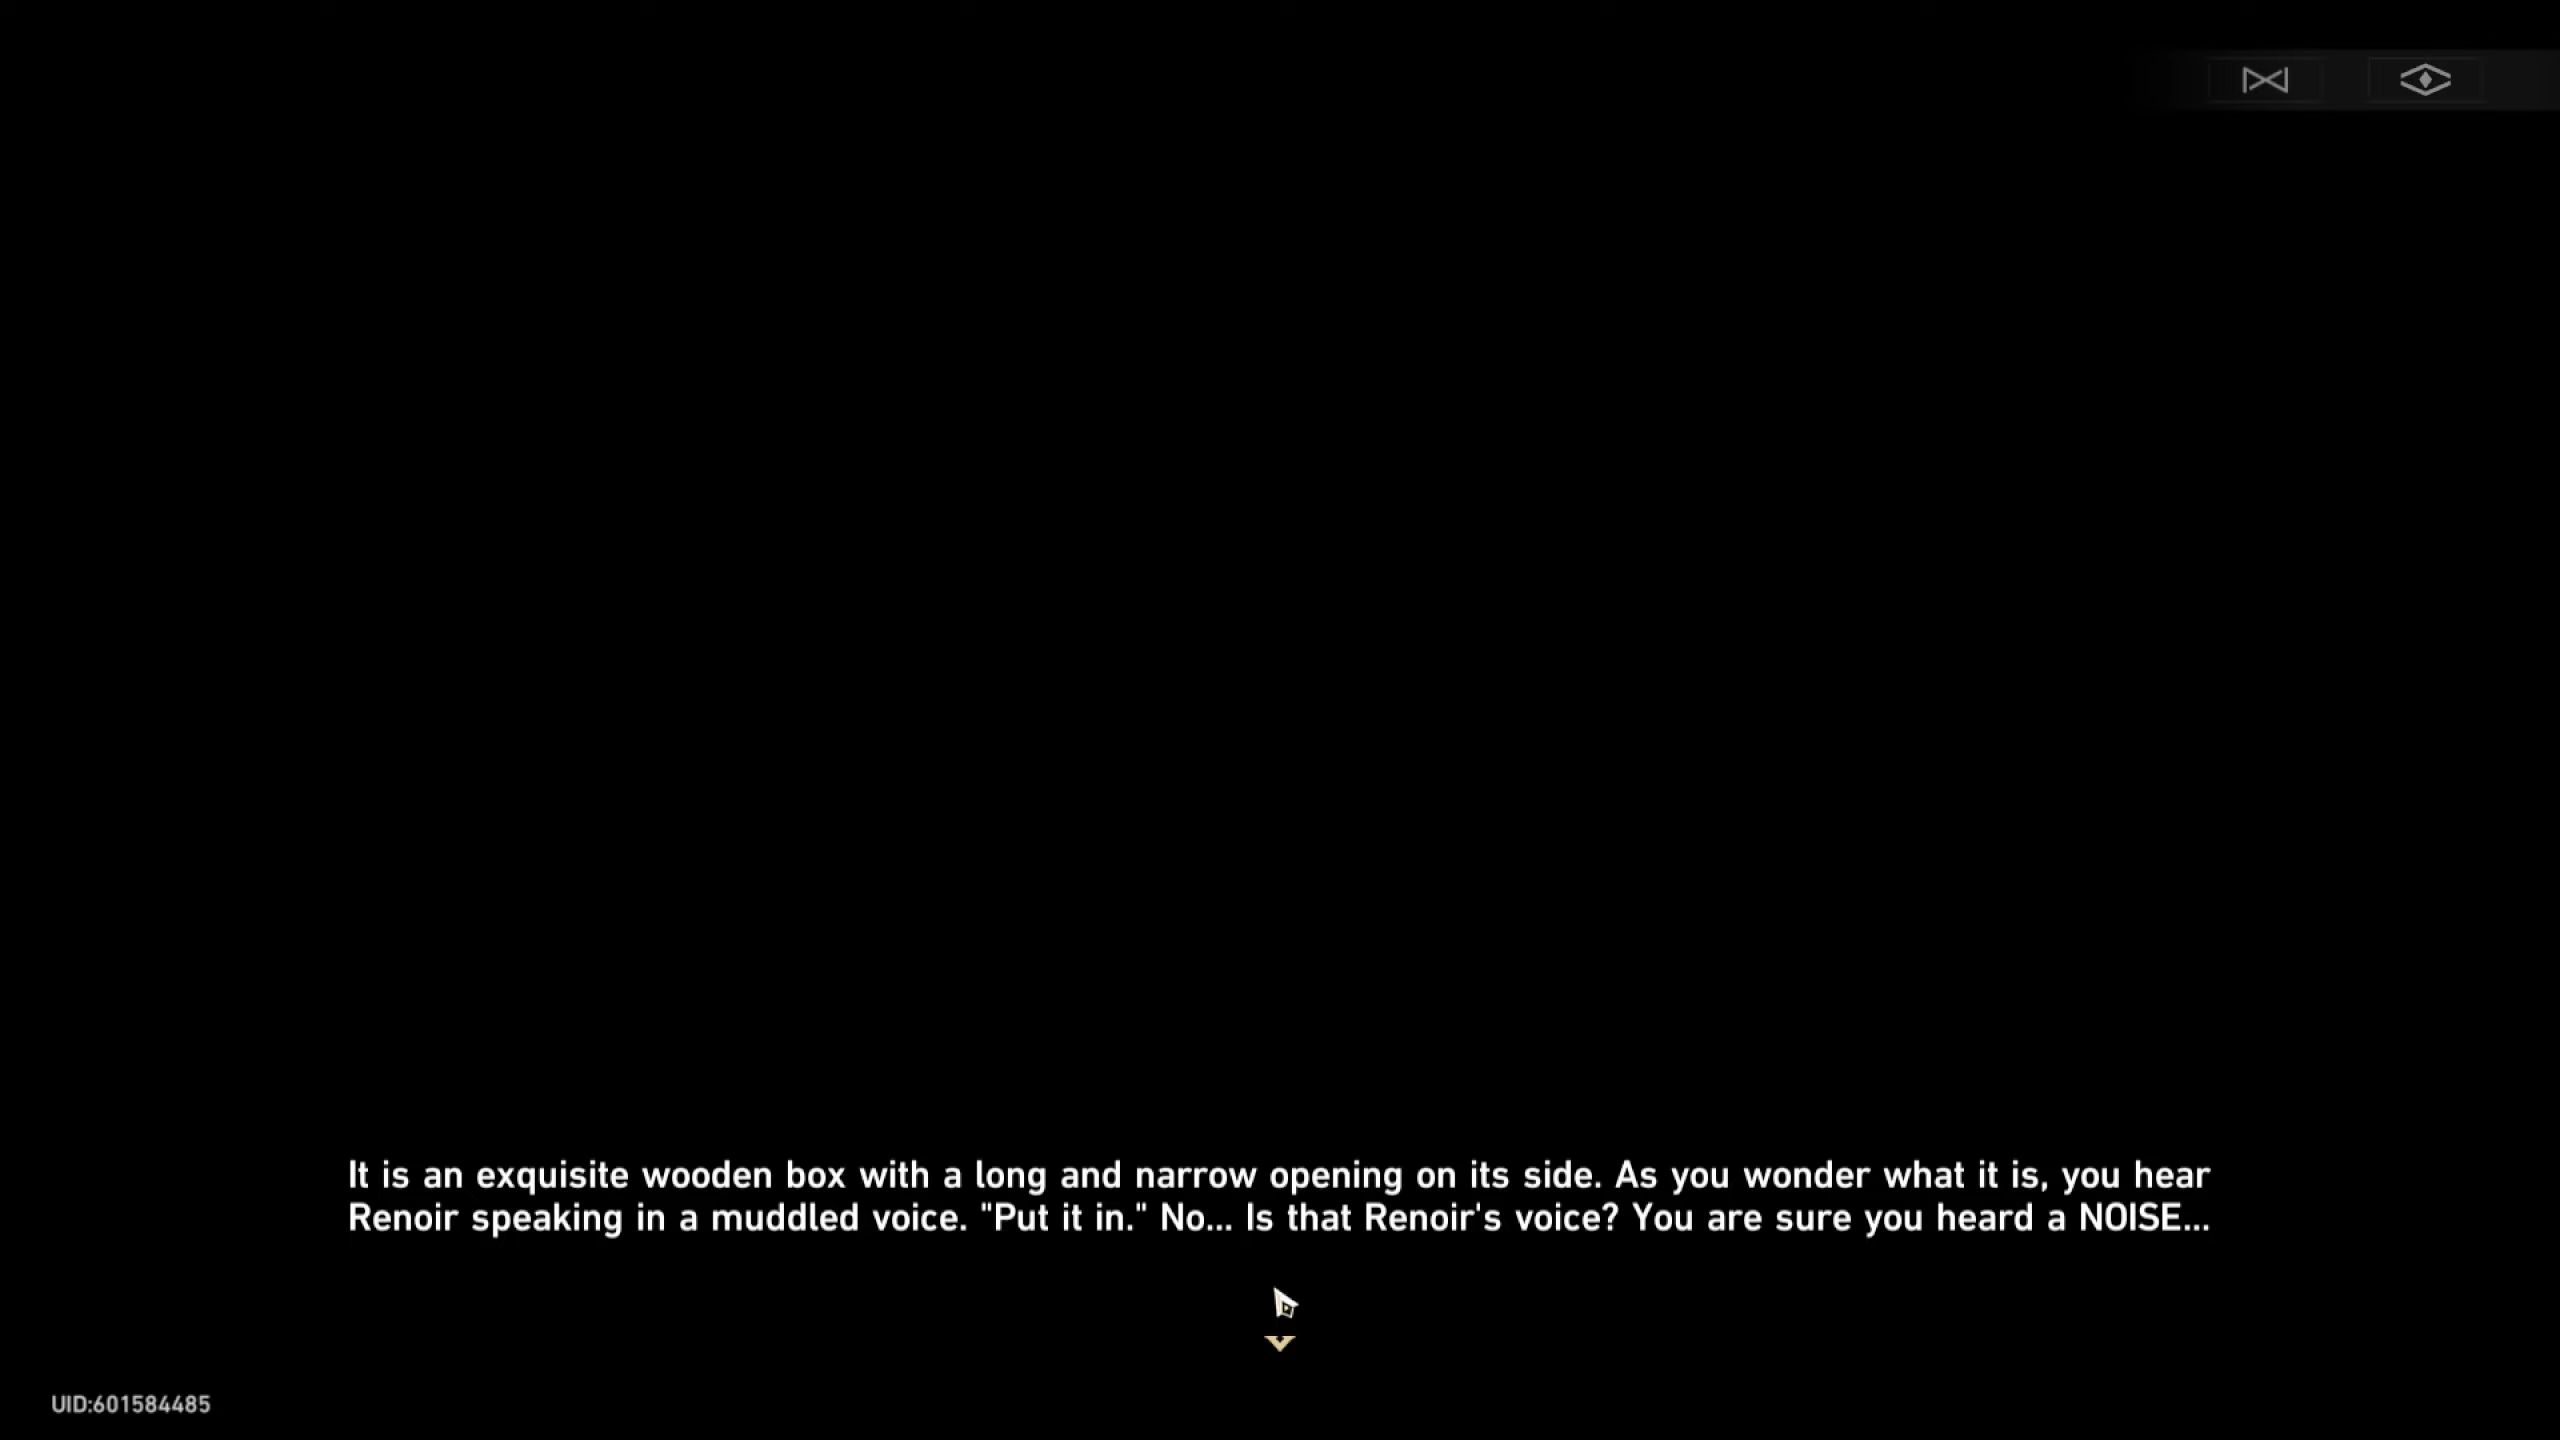 It is an exquisite wooden box with a long and narrow opening on its side. As you wonder what it is, you hear
Renoir speaking in a muddled voice. "Put it in." No... Is that Renoir's voice? You are sure you heard a NOISE...
UID:601584485